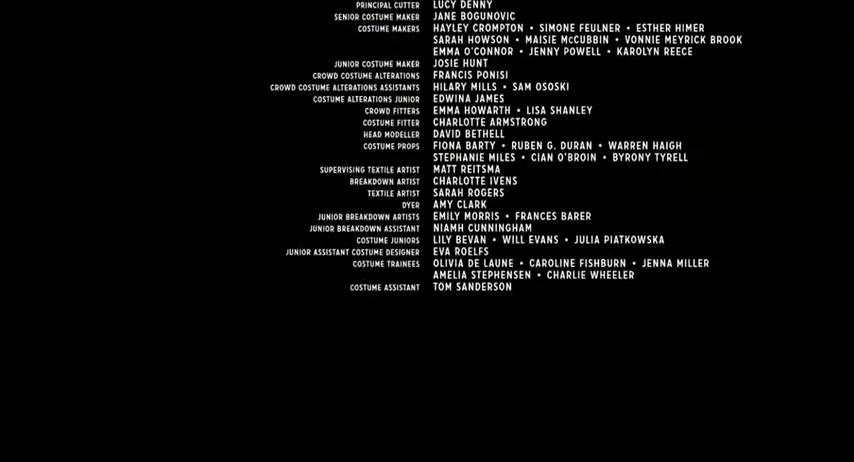 PRINCIPAL CUTTER LUCY DENNY
SENIOR COSTUME MAKER JANE BOGUNOVIC
COSTUME MAKERS HAYLEY CROMPTON • SIMONE FEULNER • ESTHER HIMER
SARAH HOWSON • MAISIE McCUBBIN • VONNIE MEYRICK BROOK
EMMA O'CONNOR • JENNY POWELL • KAROLYN REECE
JUNIOR COSTUME MAKER JOSIE HUNT
CROWD COSTUME ALTERATIONS FRANCIS PONISI
CROWD COSTUME ALTERATIONS ASSISTANTS HILARY MILLS • SAM OSOSKI
COSTUME ALTERATIONS JUNIOR EDWINA JAMES
CROWD FITTERS EMMA HOWARTH • LISA SHANLEY
COSTUME FITTER CHARLOTTE ARMSTRONG
HEAD MODELLER DAVID BETHELL
COSTUME PROPS FIONA BARTY • RUBEN G. DURAN • WARREN HAIGH
STEPHANIE MILES • CIAN O'BROIN • BYRONY TYRELL
SUPERVISING TEXTILE ARTIST MATT REITSMA
BREAKDOWN ARTIST CHARLOTTE IVENS
TEXTILE ARTIST SARAH ROGERS
DYER AMY CLARK
JUNIOR BREAKDOWN ARTISTS EMILY MORRIS • FRANCES BARER
JUNIOR BREAKDOWN ASSISTANT NIAMH CUNNINGHAM
COSTUME JUNIORS LILY BEVAN • WILL EVANS • JULIA PIATKOWSKA
JUNIOR ASSISTANT COSTUME DESIGNER EVA ROELFS
COSTUME TRAINEES OLIVIA DE LAUNE • CAROLINE FISHBURN • JENNA MILLER
AMELIA STEPHENSEN • CHARLIE WHEELER
COSTUME ASSISTANT TOM SANDERSON